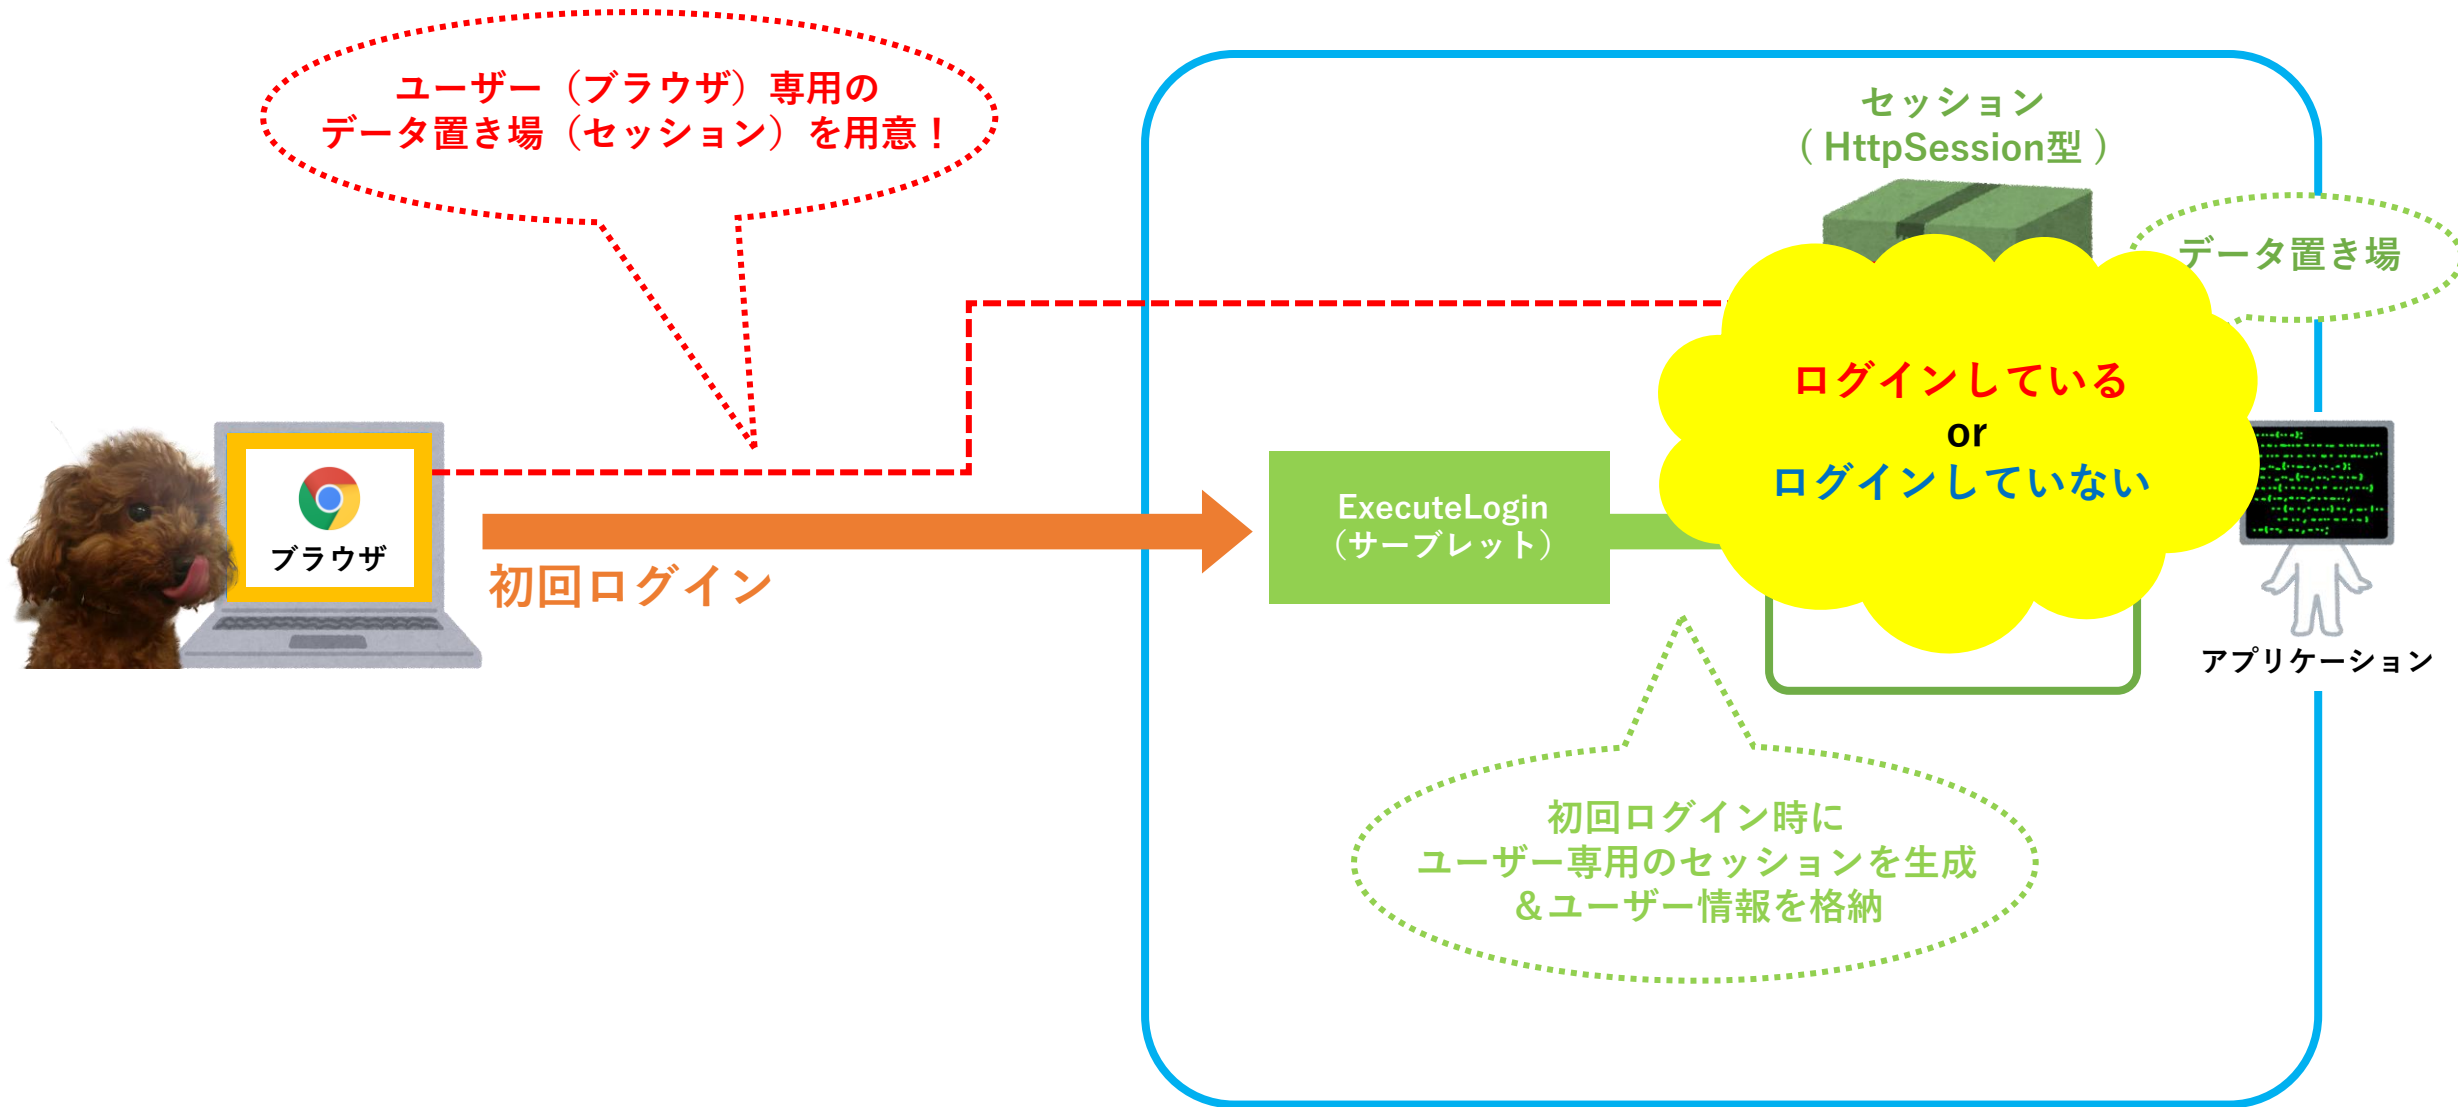 ユーザー（ブラウザ）専用の
データ置き場（セッション）を用意！
セッション
（HttpSession型）
データ置き場
ログインしている
or
ログインしていない
ExecuteLogin
（サーブレット）
ブラウザ
初回ログイン
アプリケーション
初回ログイン時に
ユーザー専用のセッションを生成
＆ユーザー情報を格納